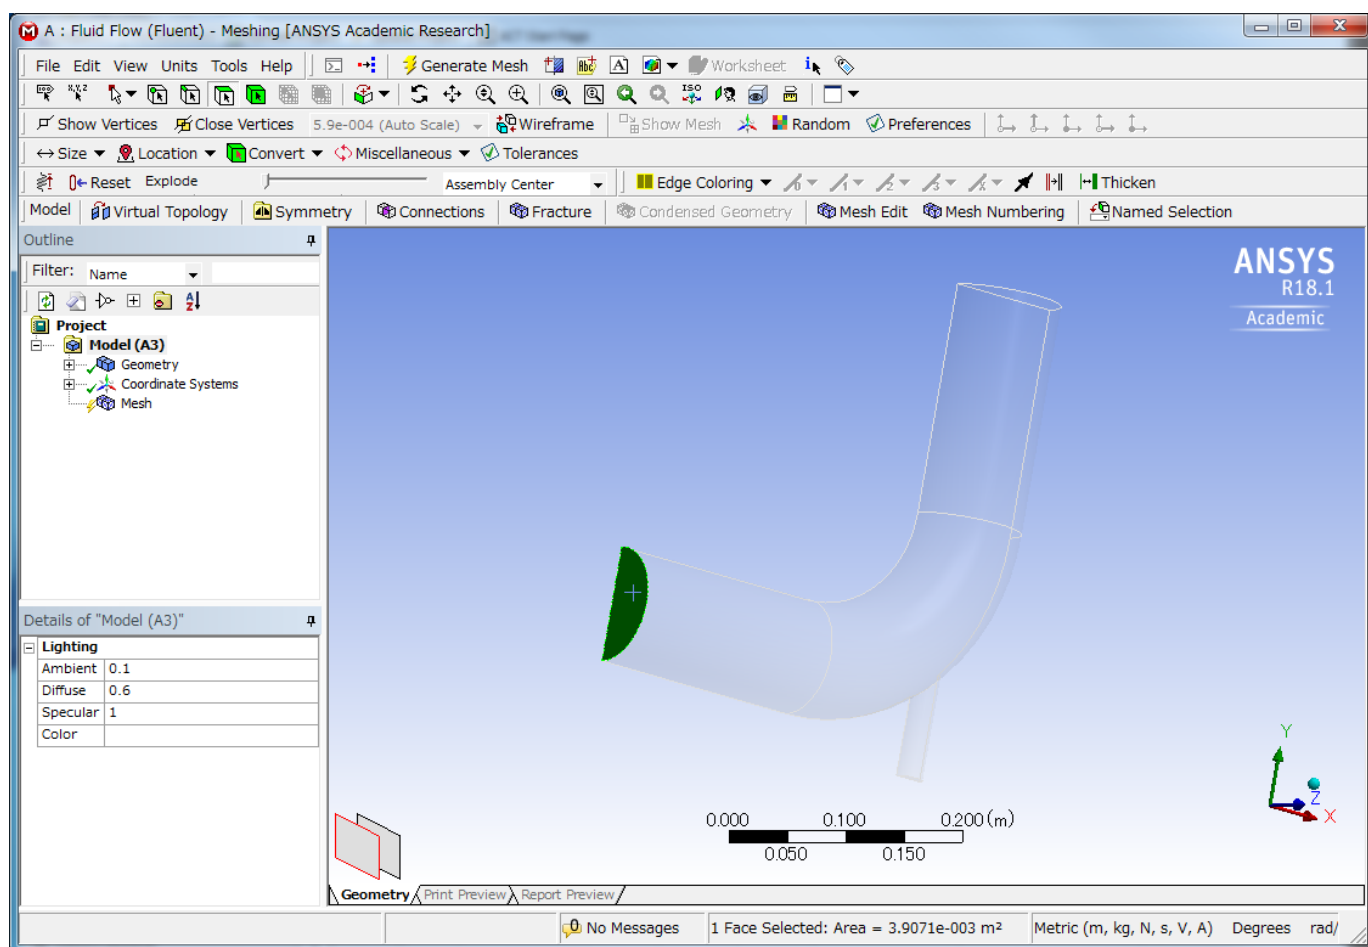 A : Fluid Flow (Fluent) - Meshing [ANSYS Academic Research]
File Edit View Units Tools Help Generate Mesh Worksheet
Show Vertices Close Vertices 5.9e-004 (Auto Scale) Wireframe Show Mesh Random Preferences
Size Location Convert Miscellaneous Tolerances
Reset Explode Assembly Center Edge Coloring Thicken
Model Virtual Topology Symmetry Connections Fracture Condensed Geometry Mesh Edit Mesh Numbering Named Selection
Outline
Filter: Name
Project
Model (A3)
Geometry
Coordinate Systems
Mesh
Details of "Model (A3)"
Lighting
Ambient 0.1
Diffuse 0.6
Specular 1
Color
ANSYS
R18.1
Academic
Y
Z
X
0.000 0.100 0.200 (m)
0.050 0.150
Geometry Print Preview Report Preview
0 No Messages 1 Face Selected: Area = 3.9071e-003 m² Metric (m, kg, N, s, V, A) Degrees rad/